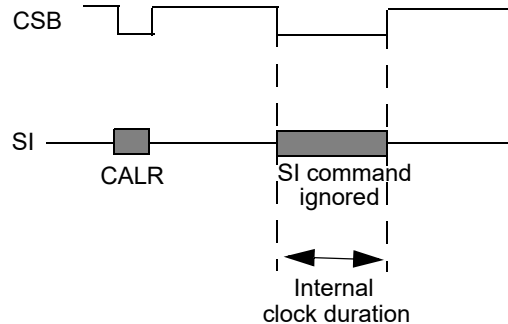 CSB
SI
CALR
SI command
ignored
Internal
clock duration